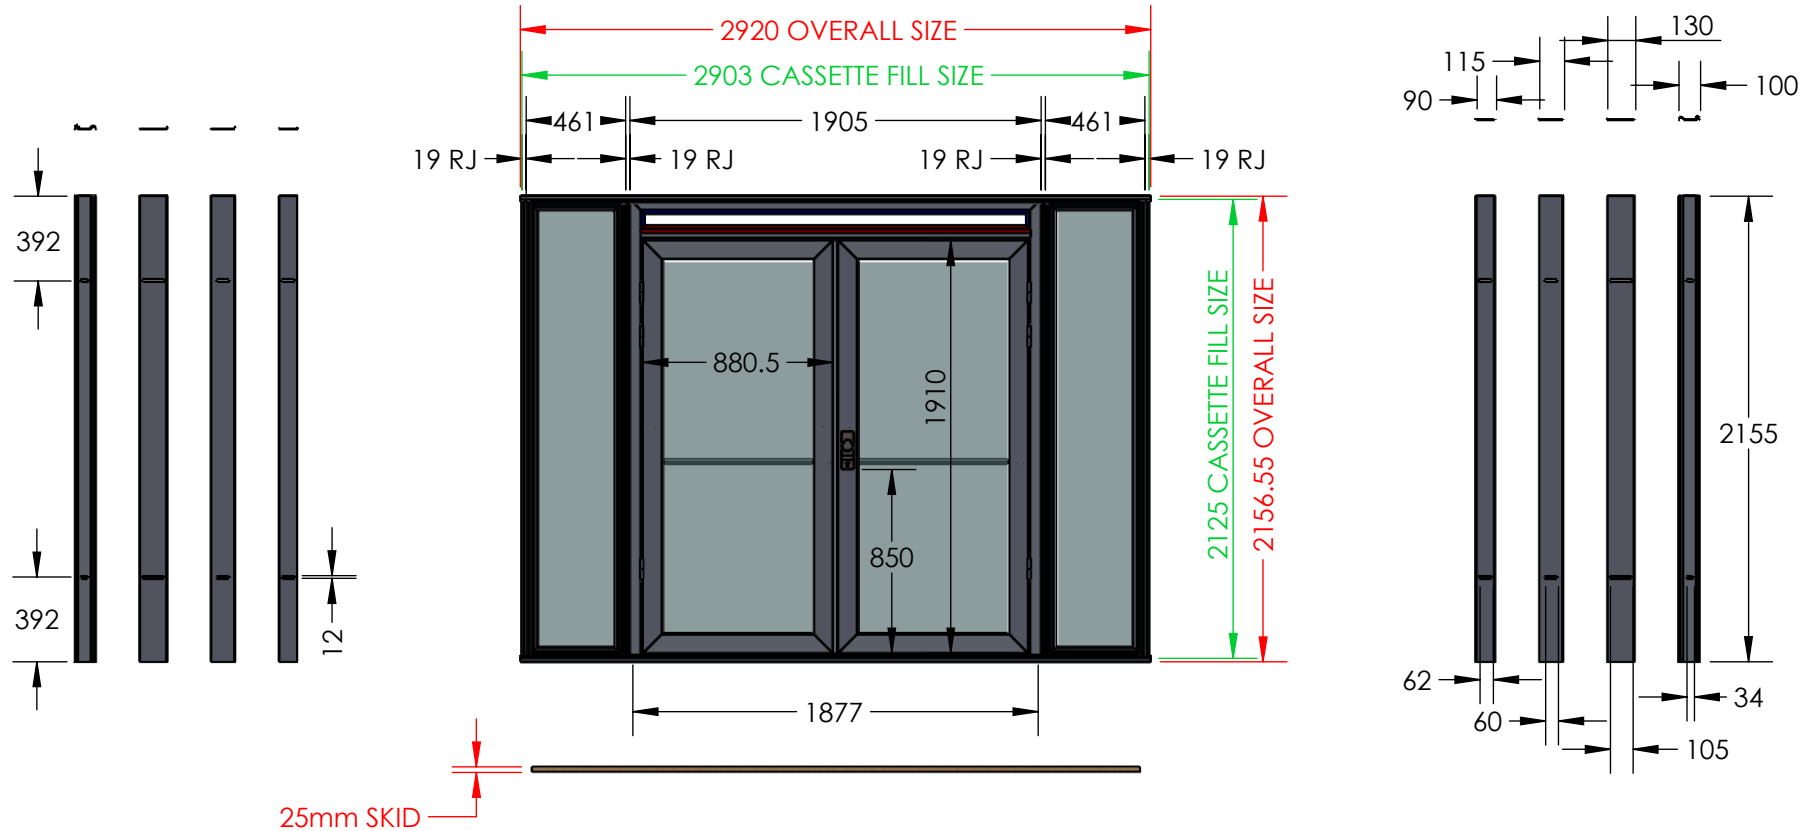 2920 OVERALL SIZE
2903 CASSETTE FILL SIZE
461
1905
461
19 RJ
19 RJ
19 RJ
19 RJ
130
115
90
100
392
392
12
880.5
1910
850
2125 CASSETTE FILL SIZE
2156.55 OVERALL SIZE
2155
1877
62
60
34
105
25mm SKID